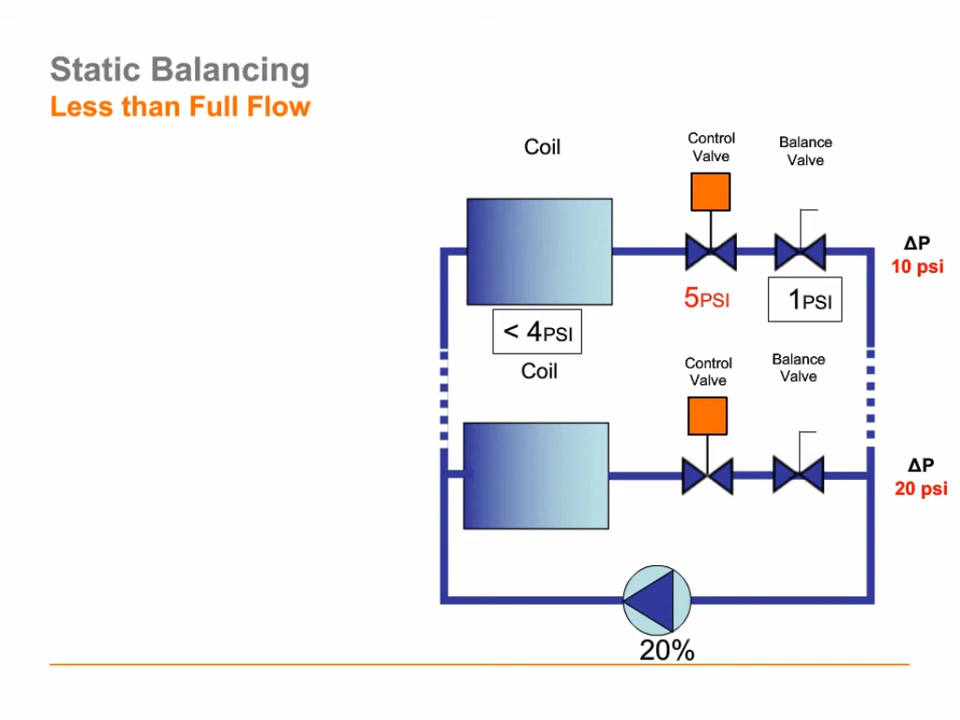 Static Balancing
Less than Full Flow
Coil
Control
Valve
Balance
Valve
ΔP
10 psi
5PSI
1PSI
< 4PSI
Coil
Control
Valve
Balance
Valve
ΔP
20 psi
20%